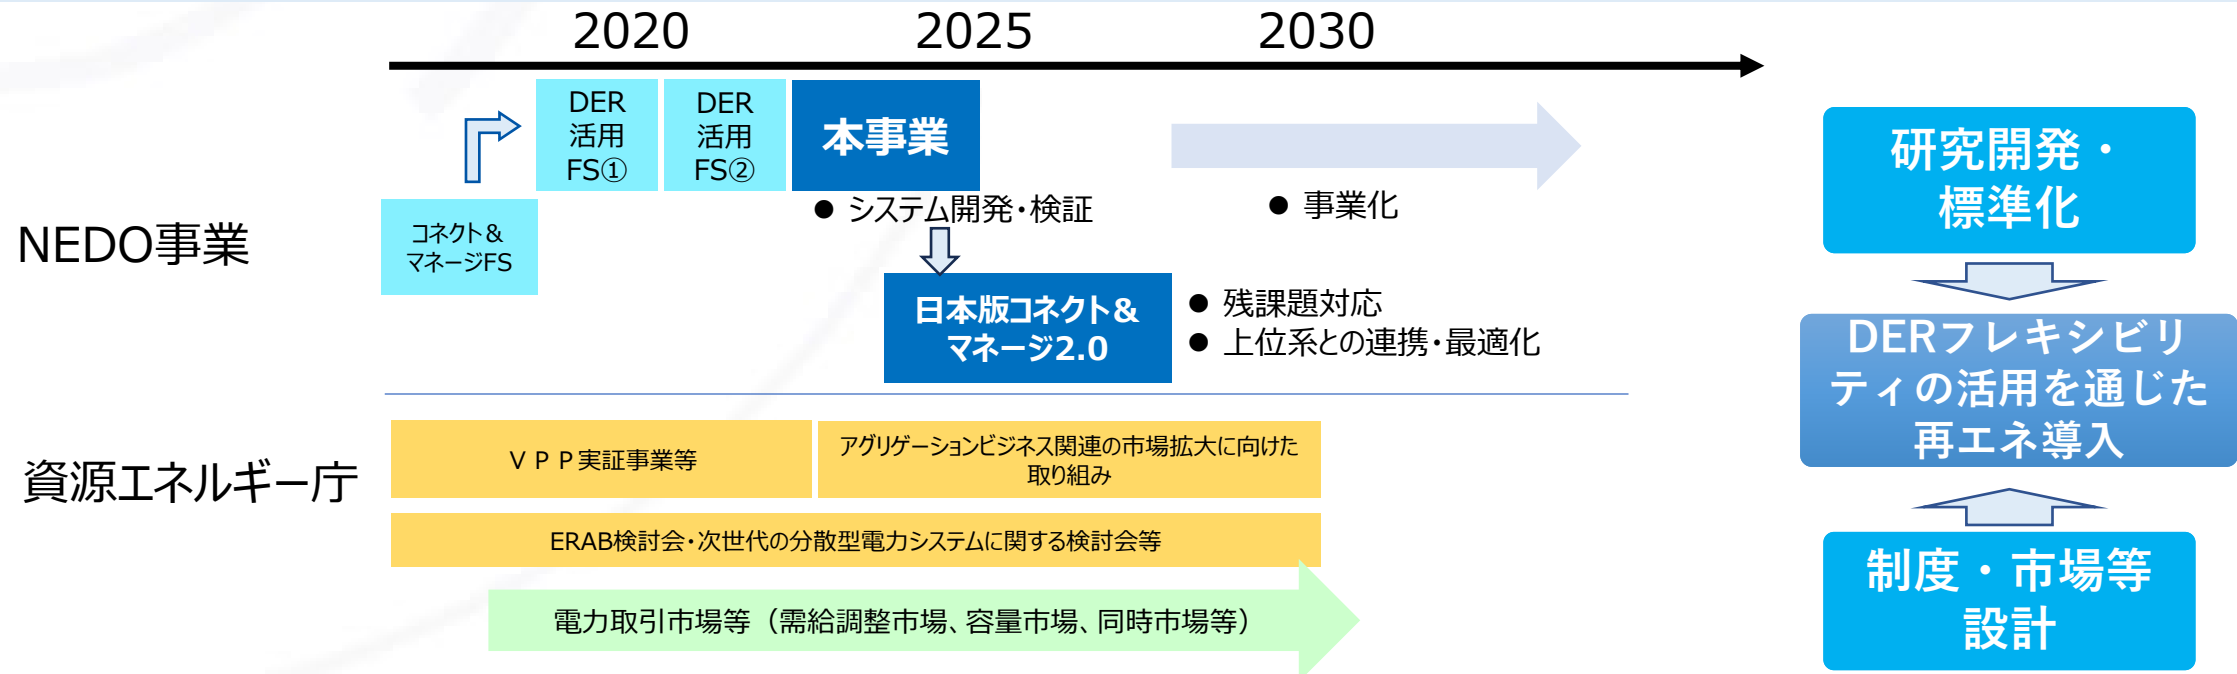 2020 2025 2030
DER
活用
FS①
DER
活用
FS②
本事業
● システム開発・検証
● 事業化
NEDO事業
コネクト＆
マネージFS
日本版コネクト＆
マネージ2.0
● 残課題対応
● 上位系との連携・最適化
資源エネルギー庁
ＶＰＰ実証事業等
アグリゲーションビジネス関連の市場拡大に向けた
取り組み
ERAB検討会・次世代の分散型電力システムに関する検討会等
電力取引市場等（需給調整市場、容量市場、同時市場等）
研究開発・
標準化
DERフレキシビリ
ティの活用を通じた
再エネ導入
制度・市場等
設計